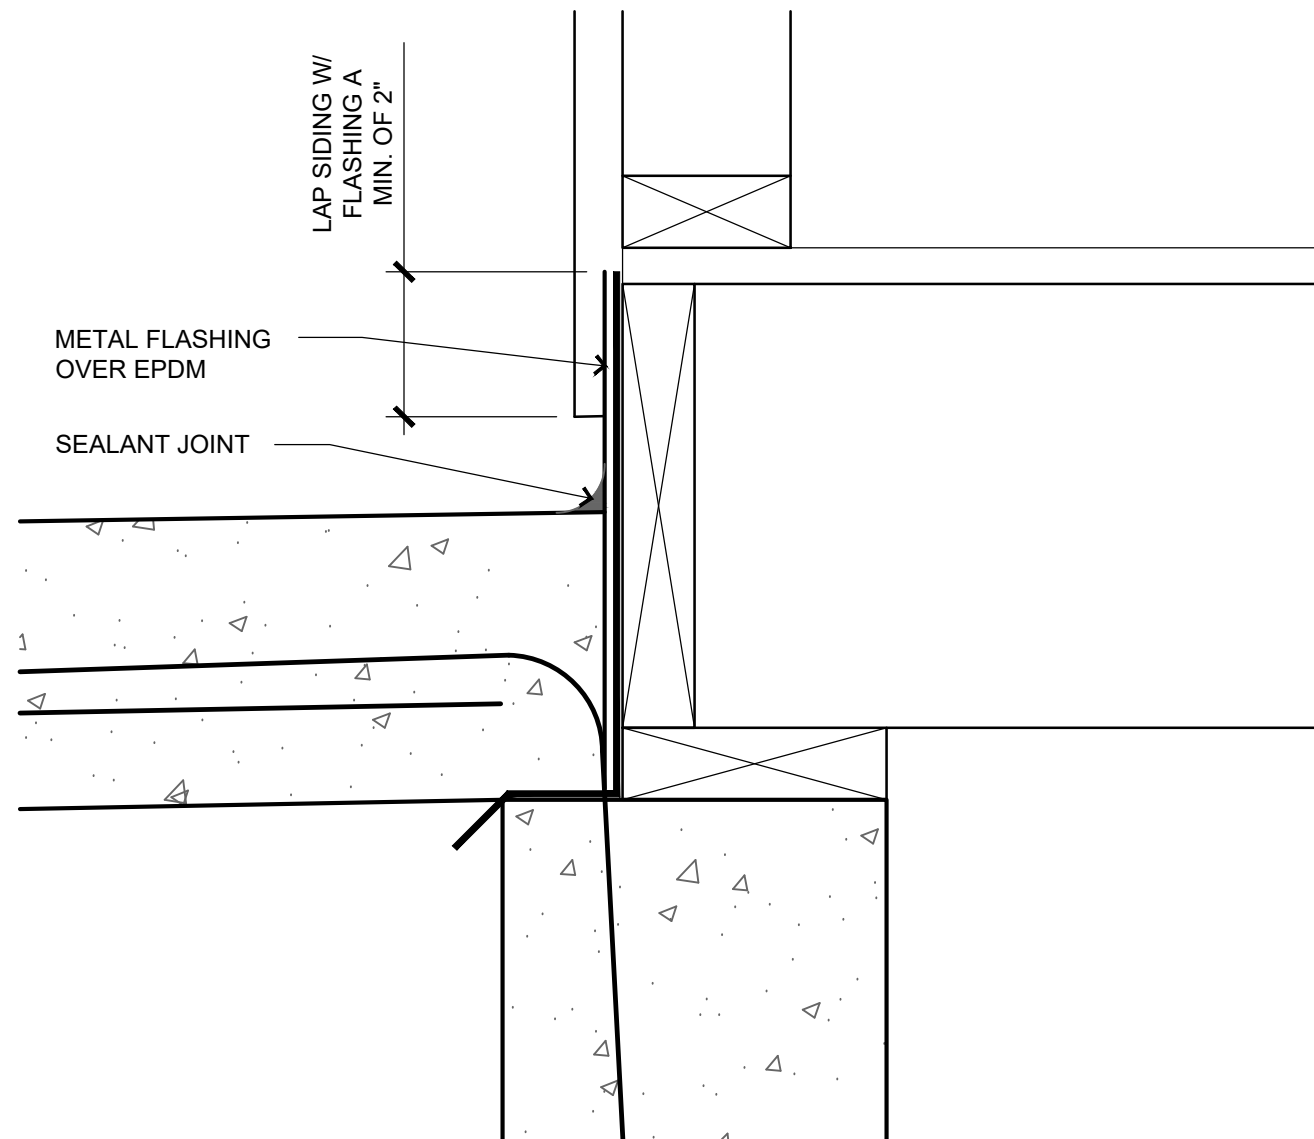 LAP SIDING W/
FLASHING A
MIN. OF 2"
METAL FLASHING
OVER EPDM
SEALANT JOINT